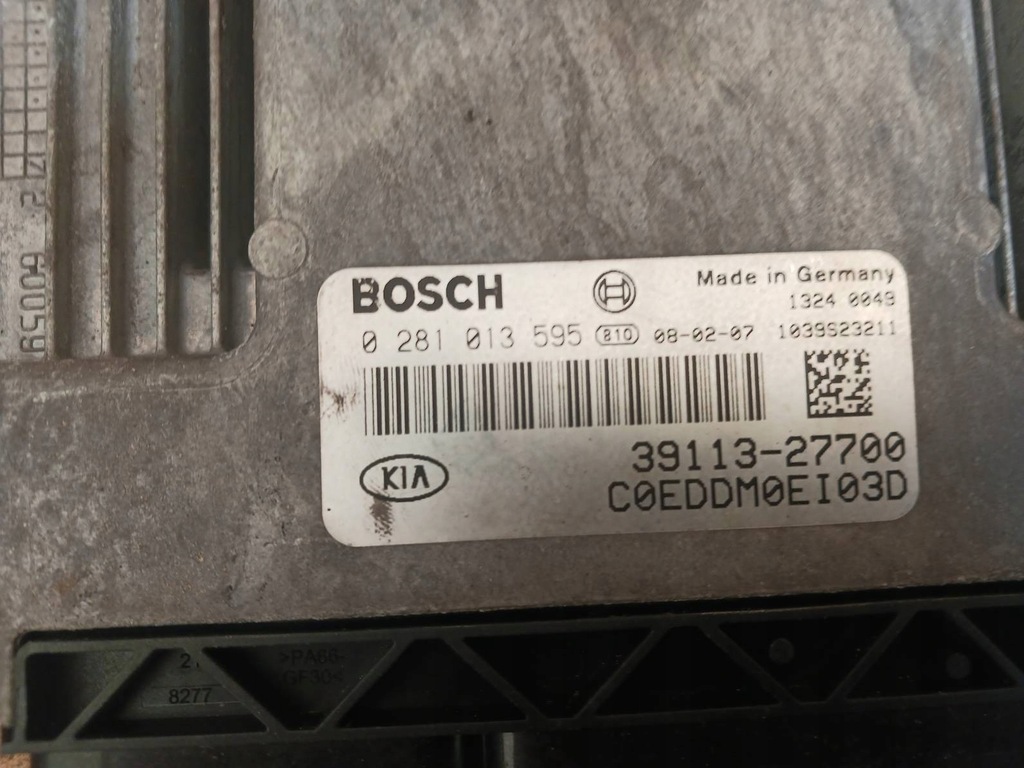 BOSCH
Made in Germany
1324 0049
0 281 013 595 810 08-02-07 1039S23211
39113-27700
KIA
C0EDDM0EI03D
8277